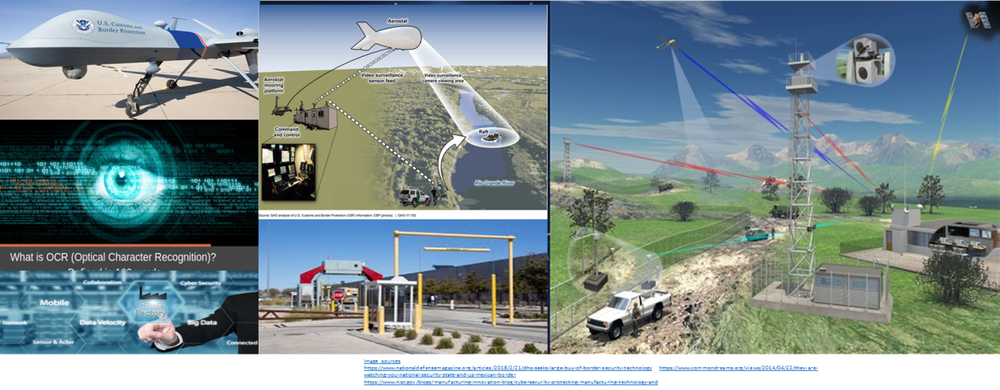 U.S. Customs and
Border Protection
What is OCR (Optical Character Recognition)?
Collaboration
Cyber Security
Mobile
Smart
Factory
Network
Data Velocity
Big Data
Sensor & Actor
Connected
Aerostat
Aerostat
mooring
platform
Video surveillance
sensor feed
Video surveillance
camera viewing area
Command
and control
Raft
Rio Grande River
Source: GAO analysis of U.S. Customs and Border Protection (CBP) information; CBP (photos). | GAO-17-152
STOP
Image sources
https://www.nationaldefensemagazine.org/articles/2018/2/21/dhs-seeks-large-buy-of-border-security-technology https://www.commondreams.org/views/2014/04/22/they-are-
watching-you-national-security-state-and-us-mexican-border
https://www.nist.gov/blogs/manufacturing-innovation-blog/cybersecurity-protecting-manufacturing-technology-and